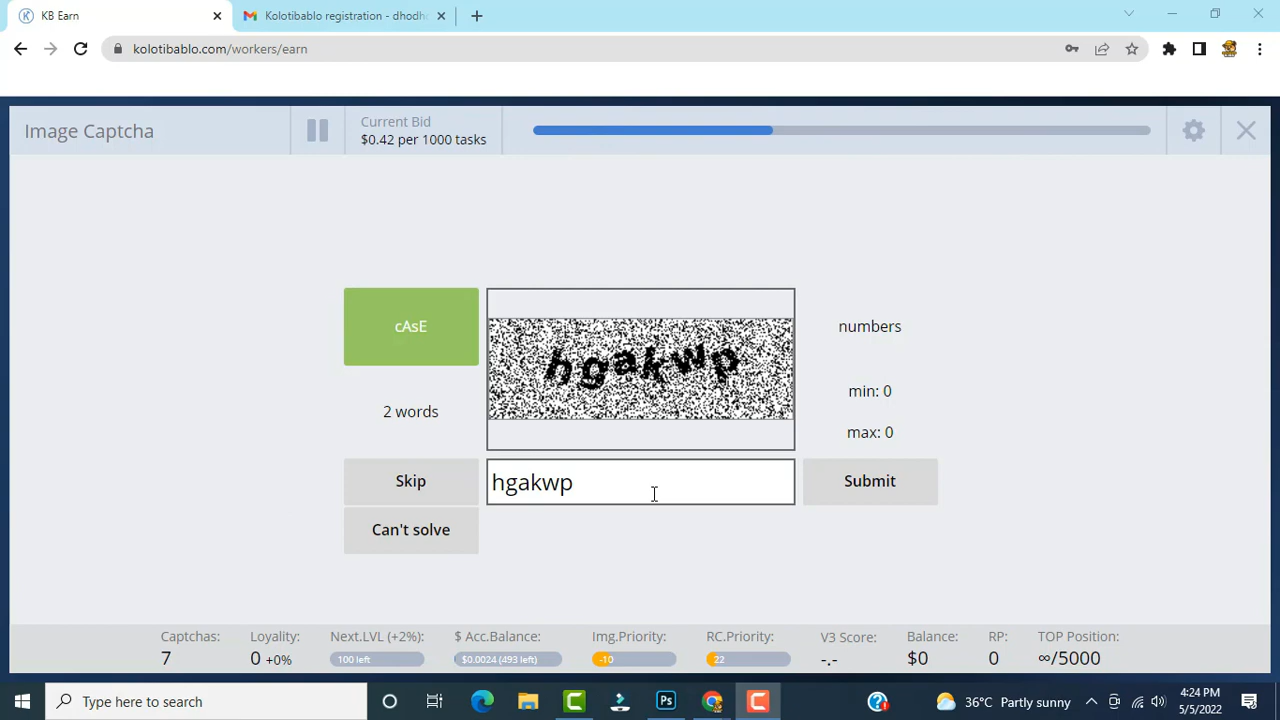 KB Earn
Kolotibablo registration - dhodho
kolotibablo.com/workers/earn
Image Captcha
Current Bid
$0.42 per 1000 tasks
cAsE
hgakwp
numbers
2 words
min: 0
max: 0
Skip
hgakwp
Submit
Can't solve
Captchas:
7
Loyality:
0 +0%
Next.LVL (+2%):
100 left
$ Acc.Balance:
$0.0024 (493 left)
Img.Priority:
-10
RC.Priority:
22
V3 Score:
-.-
Balance:
$0
RP:
0
TOP Position:
∞/5000
Type here to search
Ps
36°C Partly sunny
4:24 PM
5/5/2022